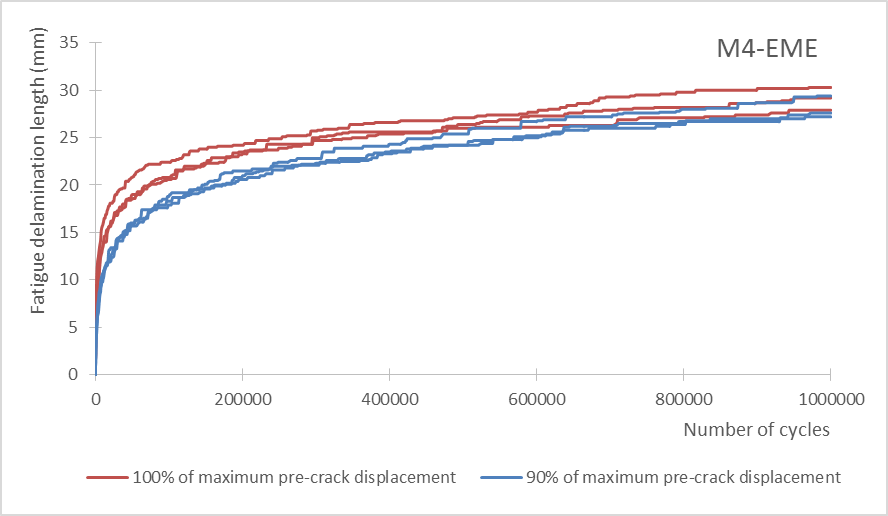 M4-EME
Fatigue delamination length (mm)
35
30
25
20
15
10
5
0
0 200000 400000 600000 800000 1000000
Number of cycles
100% of maximum pre-crack displacement 90% of maximum pre-crack displacement